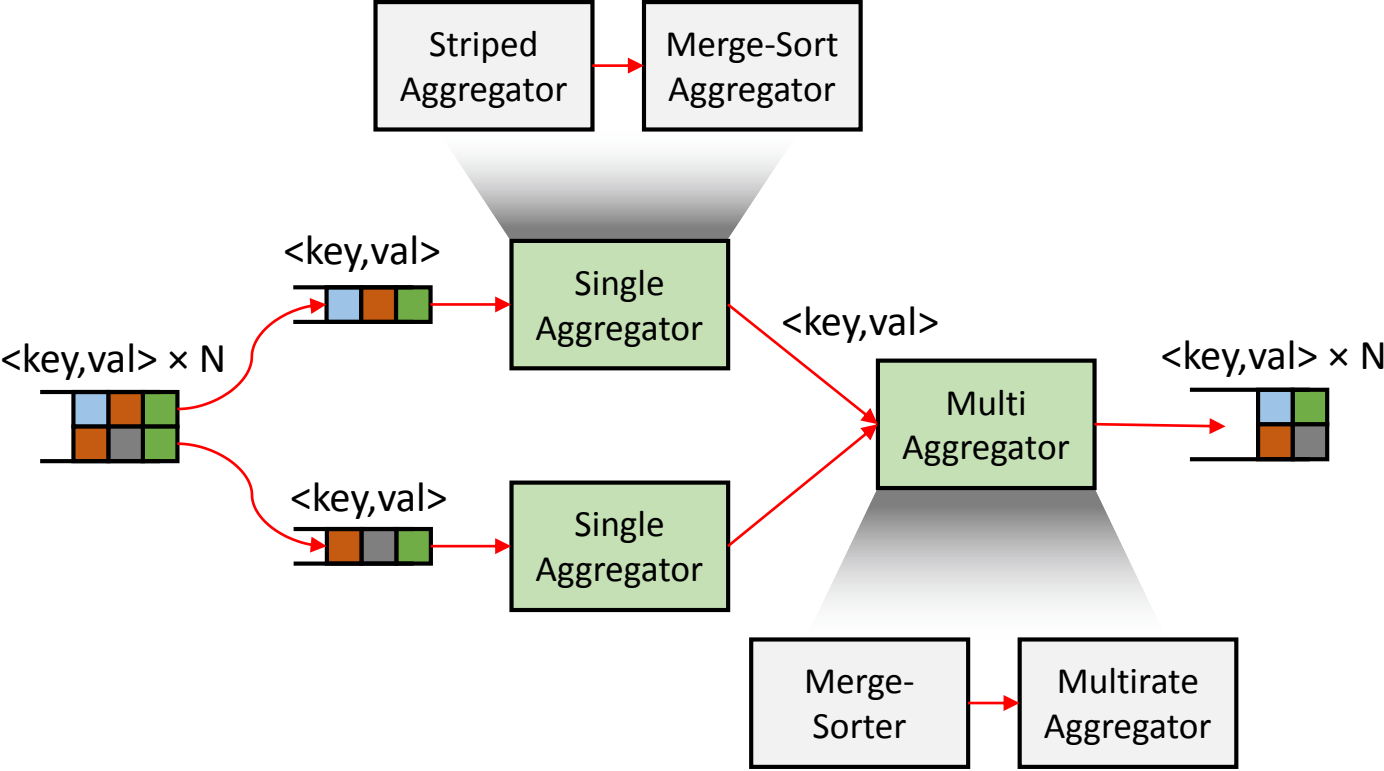 Striped
Aggregator
Merge-Sort
Aggregator
<key,val>
Single
Aggregator
<key,val>
<key,val> × N
<key,val> × N
Multi
Aggregator
<key,val>
Single
Aggregator
Merge-
Sorter
Multirate
Aggregator